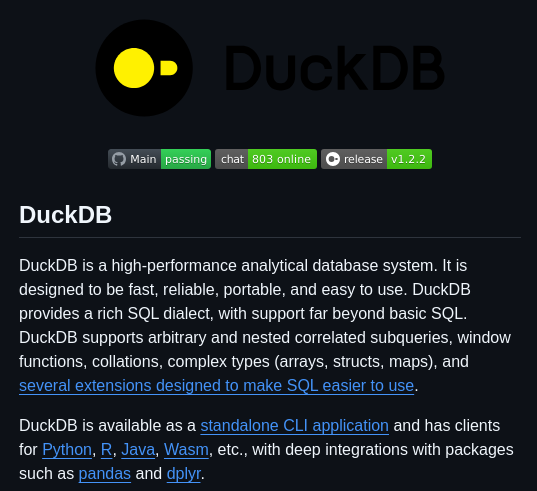 DuckDB
Main passing chat 803 online release v1.2.2
DuckDB
DuckDB is a high-performance analytical database system. It is
designed to be fast, reliable, portable, and easy to use. DuckDB
provides a rich SQL dialect, with support far beyond basic SQL.
DuckDB supports arbitrary and nested correlated subqueries, window
functions, collations, complex types (arrays, structs, maps), and
several extensions designed to make SQL easier to use.
DuckDB is available as a standalone CLI application and has clients
for Python, R, Java, Wasm, etc., with deep integrations with packages
such as pandas and dplyr.